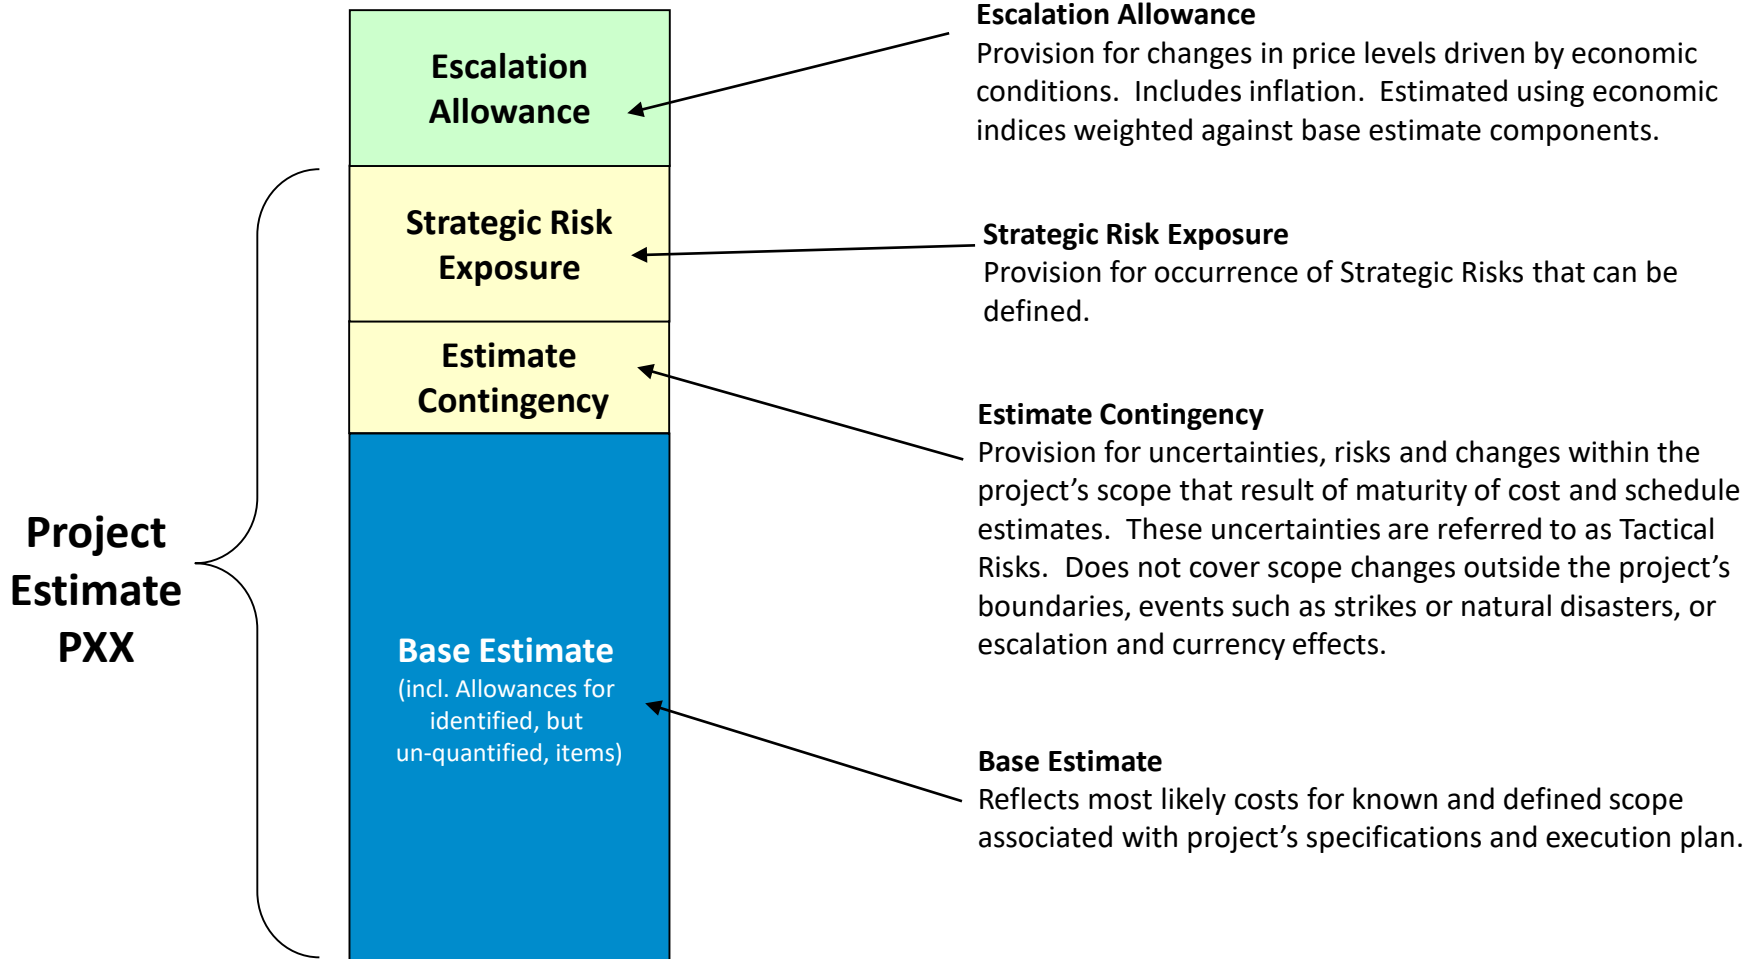 Escalation
Allowance
Strategic Risk
Exposure
Estimate
Contingency
Base Estimate
(incl. Allowances for
identified, but
un-quantified, items)
Project
Estimate
PXX
Escalation Allowance
Provision for changes in price levels driven by economic
conditions.  Includes inflation.  Estimated using economic
indices weighted against base estimate components.
Strategic Risk Exposure
Provision for occurrence of Strategic Risks that can be
defined.
Estimate Contingency
Provision for uncertainties, risks and changes within the
project’s scope that result of maturity of cost and schedule
estimates.  These uncertainties are referred to as Tactical
Risks.  Does not cover scope changes outside the project’s
boundaries, events such as strikes or natural disasters, or
escalation and currency effects.
Base Estimate
Reflects most likely costs for known and defined scope
associated with project’s specifications and execution plan.